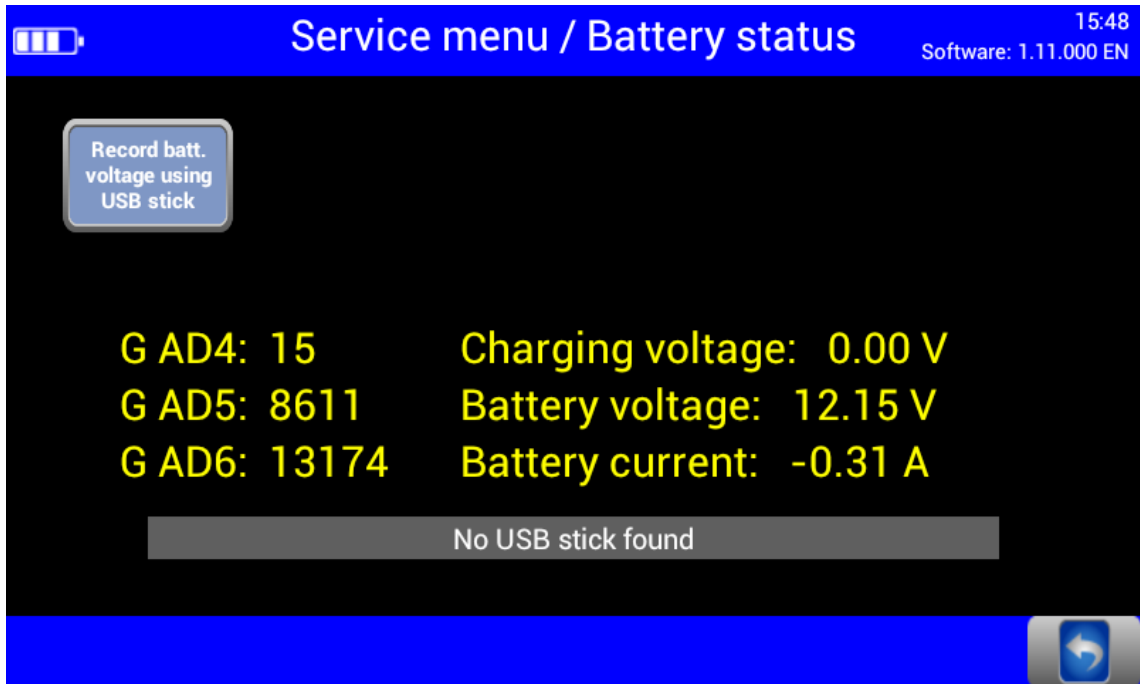 Service menu / Battery status
15:48
Software: 1.11.000 EN
Record batt.
voltage using
USB stick
G AD4: 15 Charging voltage: 0.00 V
G AD5: 8611 Battery voltage: 12.15 V
G AD6: 13174 Battery current: -0.31 A
No USB stick found